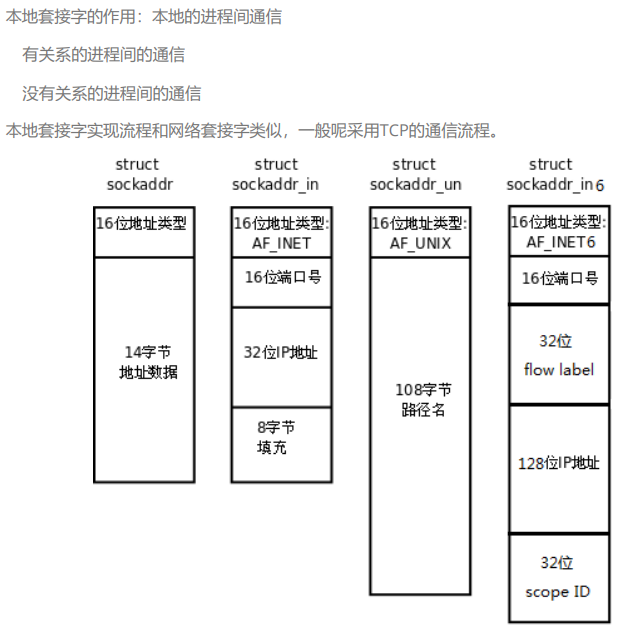 本地套接字的作用：本地的进程间通信
有关系的进程间的通信
没有关系的进程间的通信
本地套接字实现流程和网络套接字类似，一般呢采用TCP的通信流程。
struct
sockaddr
16位地址类型
14字节
地址数据
struct
sockaddr_in
16位地址类型:
AF_INET
16位端口号
32位IP地址
8字节
填充
struct
sockaddr_un
16位地址类型:
AF_UNIX
108字节
路径名
struct
sockaddr_in6
16位地址类型:
AF_INET6
16位端口号
32位
flow label
128位IP地址
32位
scope ID